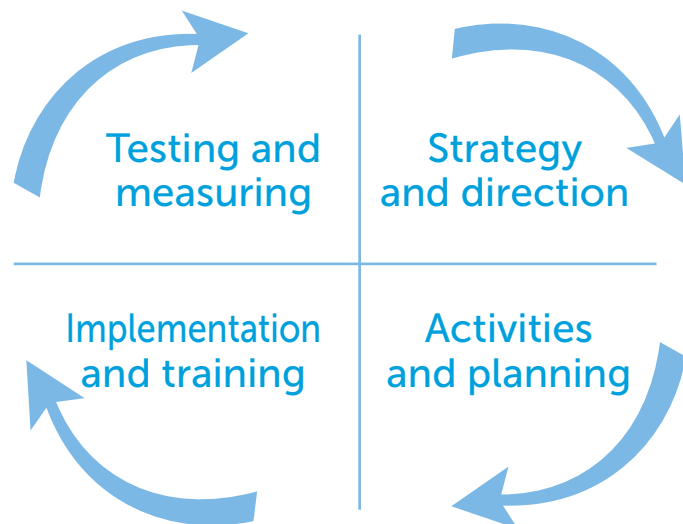 Testing and
measuring
Strategy
and direction
Implementation
and training
Activities
and planning